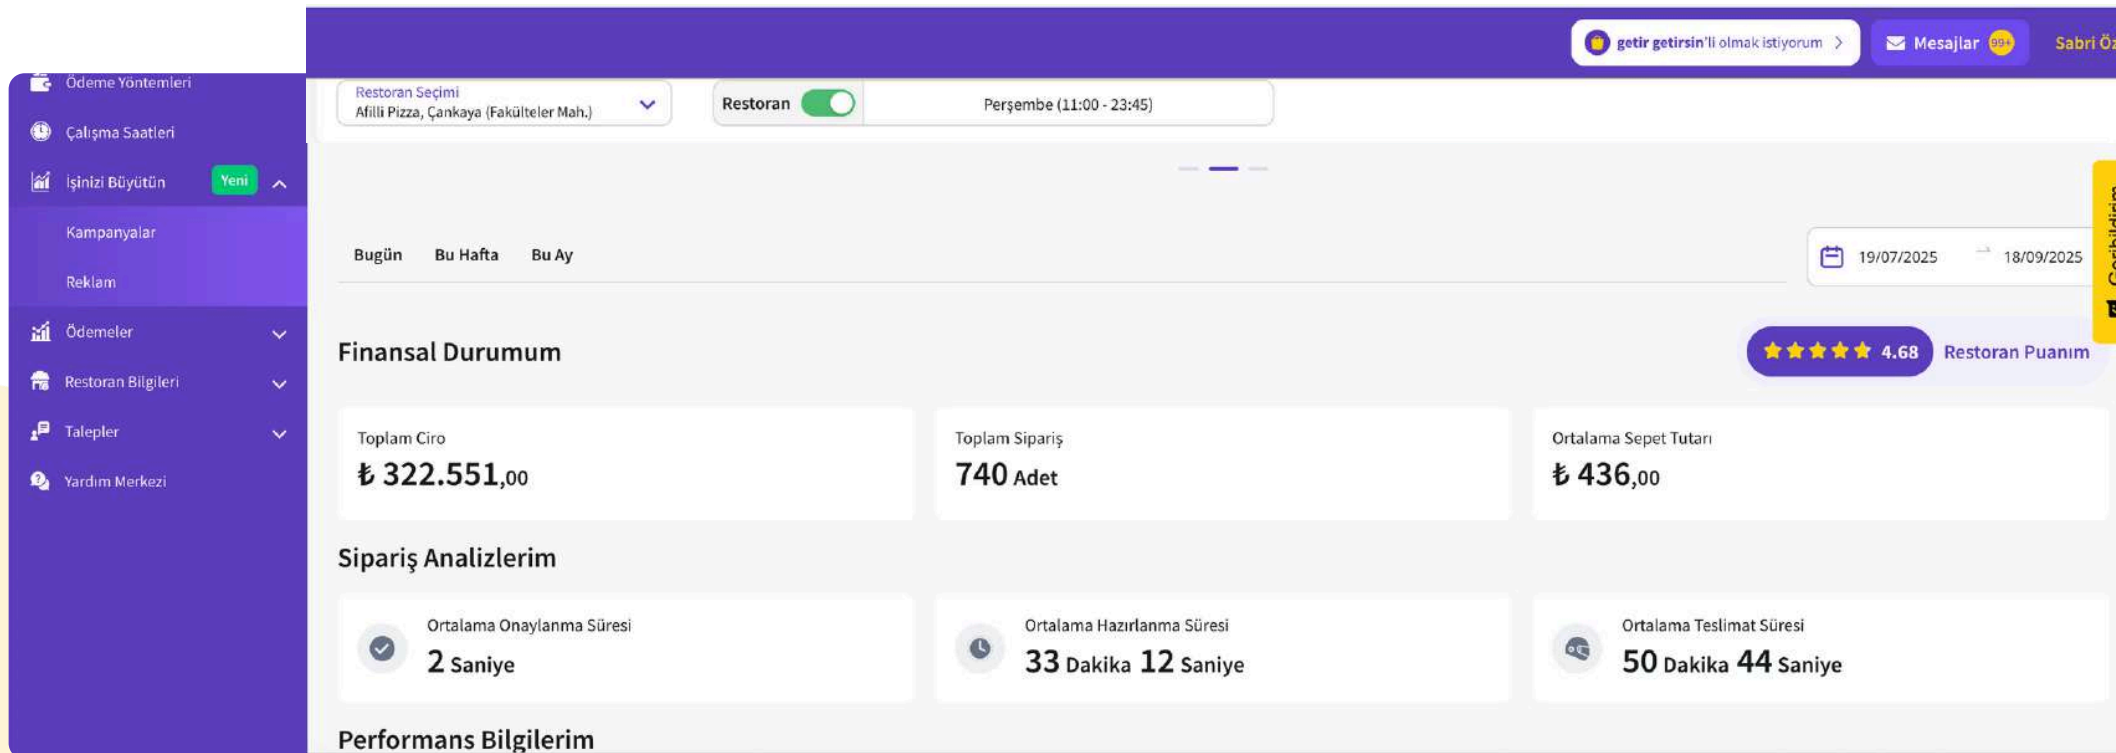 getir getirsin'li olmak istiyorum
Mesajlar 99+
Sabri
Ödeme Yöntemleri
Çalışma Saatleri
İşinizi Büyütün Yeni
Kampanyalar
Reklam
Ödemeler
Restoran Bilgileri
Talepler
Yardım Merkezi
Restoran Seçimi
Afilli Pizza, Çankaya (Fakülteler Mah.)
Restoran
Perşembe (11:00 - 23:45)
Geribildirim
Bugün Bu Hafta Bu Ay
19/07/2025 → 18/09/2025
Finansal Durumum
4.68 Restoran Puanım
Toplam Ciro
₺ 322.551,00
Toplam Sipariş
740 Adet
Ortalama Sepet Tutarı
₺ 436,00
Sipariş Analizlerim
Ortalama Onaylanma Süresi
2 Saniye
Ortalama Hazırlanma Süresi
33 Dakika 12 Saniye
Ortalama Teslimat Süresi
50 Dakika 44 Saniye
Performans Bilgilerim